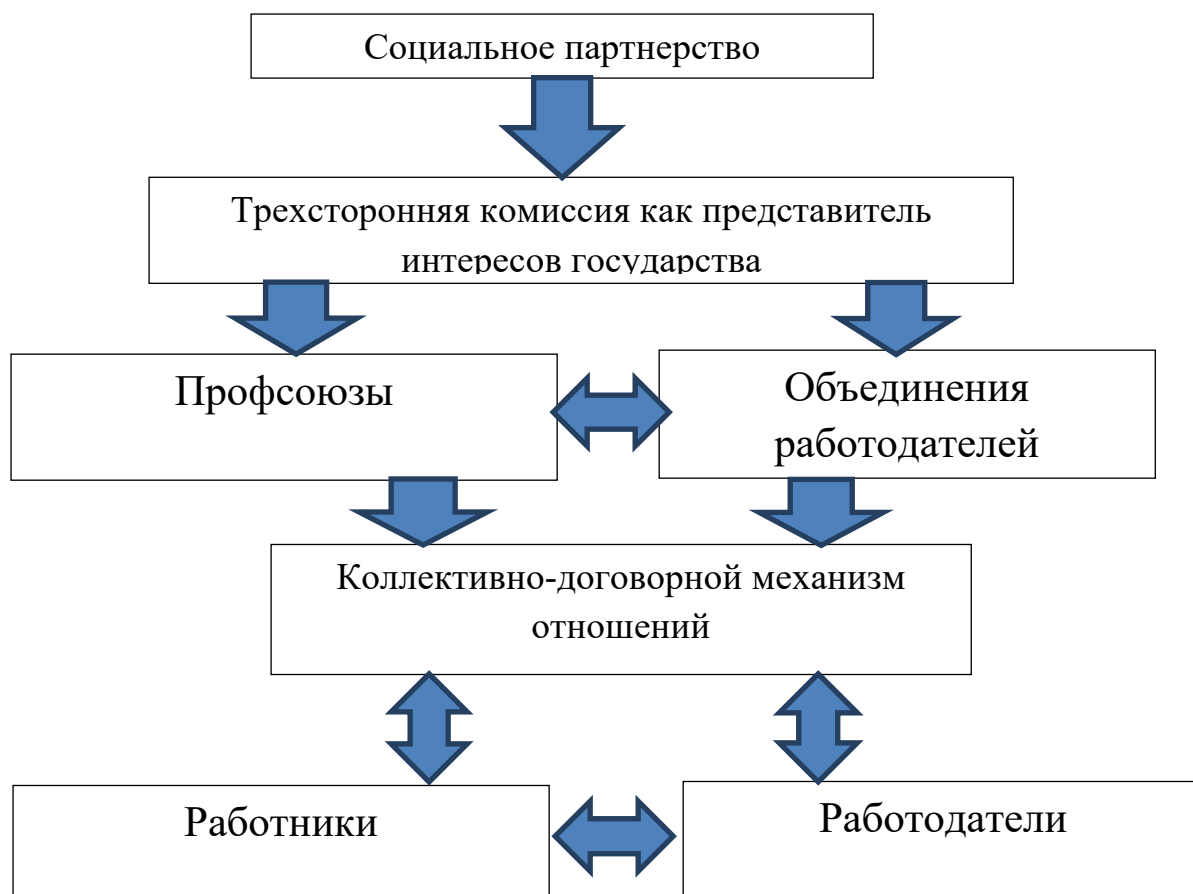 Социальное партнерство
Трехсторонняя комиссия как представитель
интересов государства
Профсоюзы
Объединения
работодателей
Коллективно-договорной механизм
отношений
Работники
Работодатели